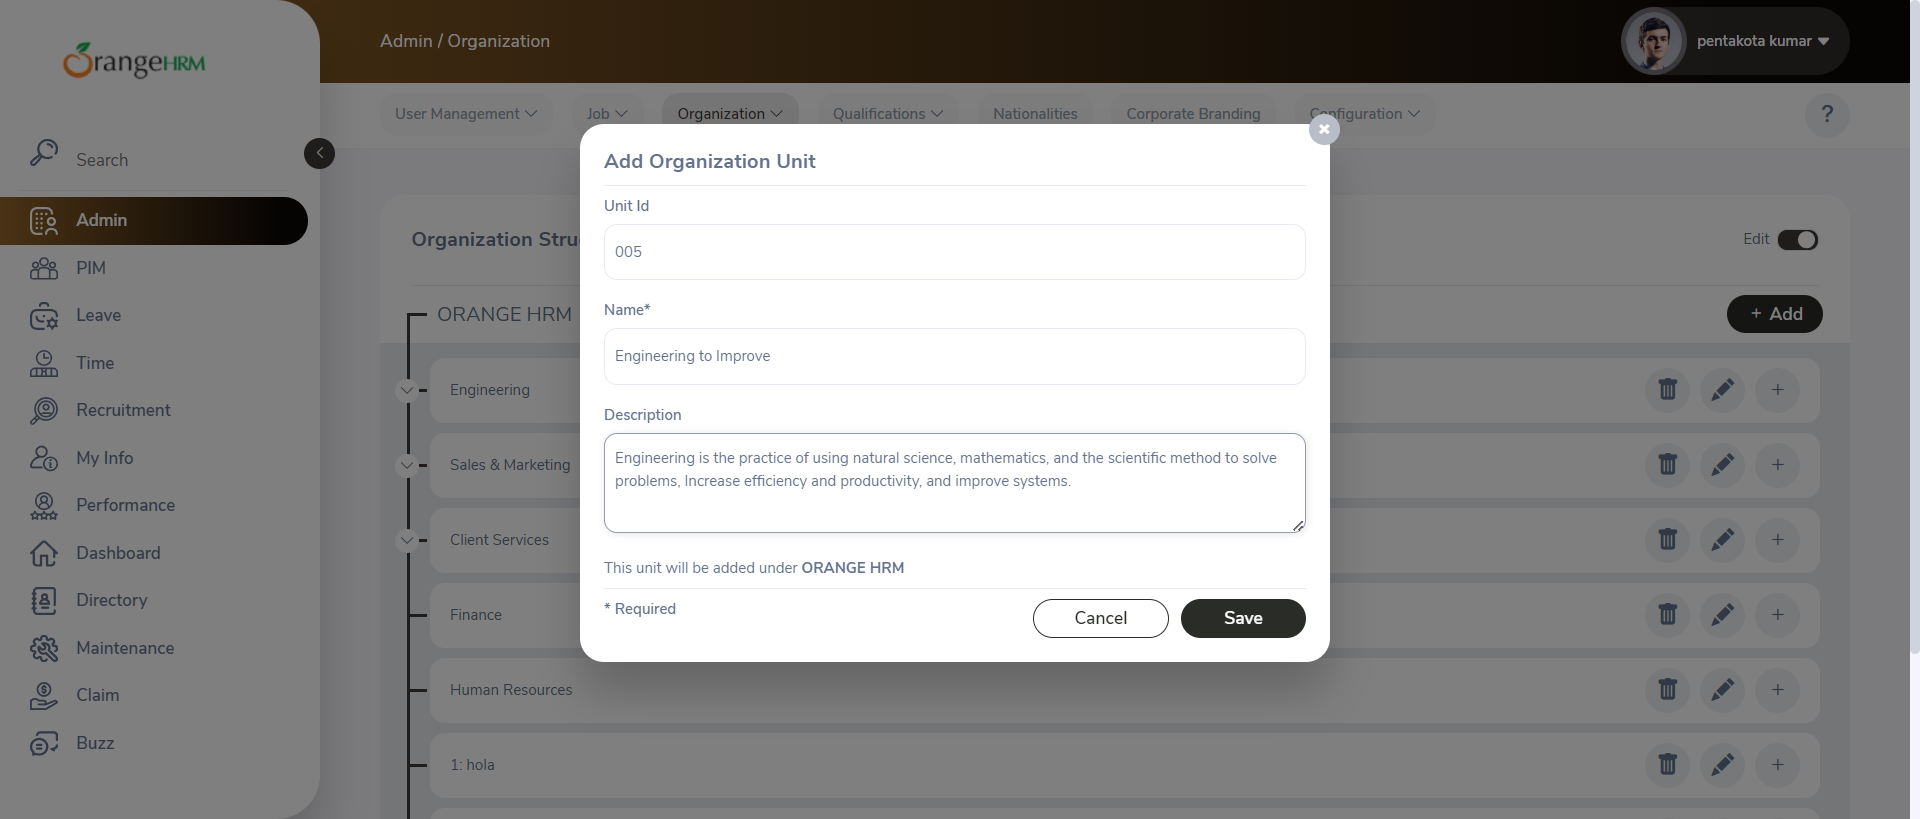 OrangeHRM
Admin / Organization
pentakota kumar
User Management
Job
Organization
Qualifications
Nationalities
Corporate Branding
Configuration
?
Search
Admin
PIM
Leave
Time
Recruitment
My Info
Performance
Dashboard
Directory
Maintenance
Claim
Buzz
Organization Stru
Edit
ORANGE HRM
+ Add
Engineering
Sales & Marketing
Client Services
Finance
Human Resources
1: hola
Add Organization Unit
Unit Id
005
Name*
Engineering to Improve
Description
Engineering is the practice of using natural science, mathematics, and the scientific method to solve
problems, Increase efficiency and productivity, and improve systems.
This unit will be added under ORANGE HRM
* Required
Cancel
Save